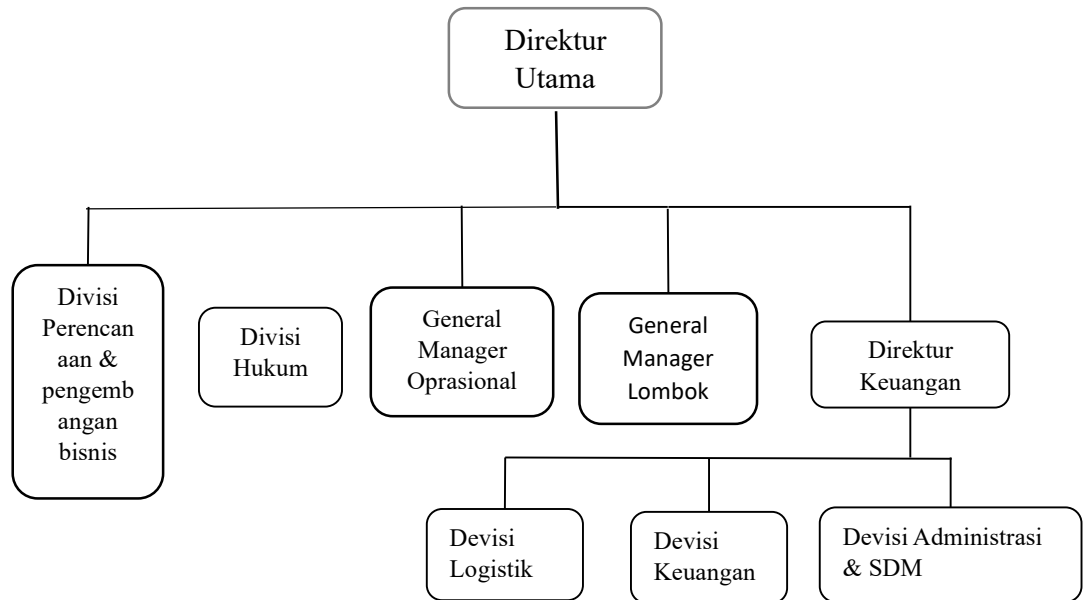 Direktur
Utama
Divisi
Perencan
aan &
pengemb
angan
bisnis
Divisi
Hukum
General
Manager
Oprasional
General
Manager
Lombok
Direktur
Keuangan
Devisi
Logistik
Devisi
Keuangan
Devisi Administrasi
& SDM